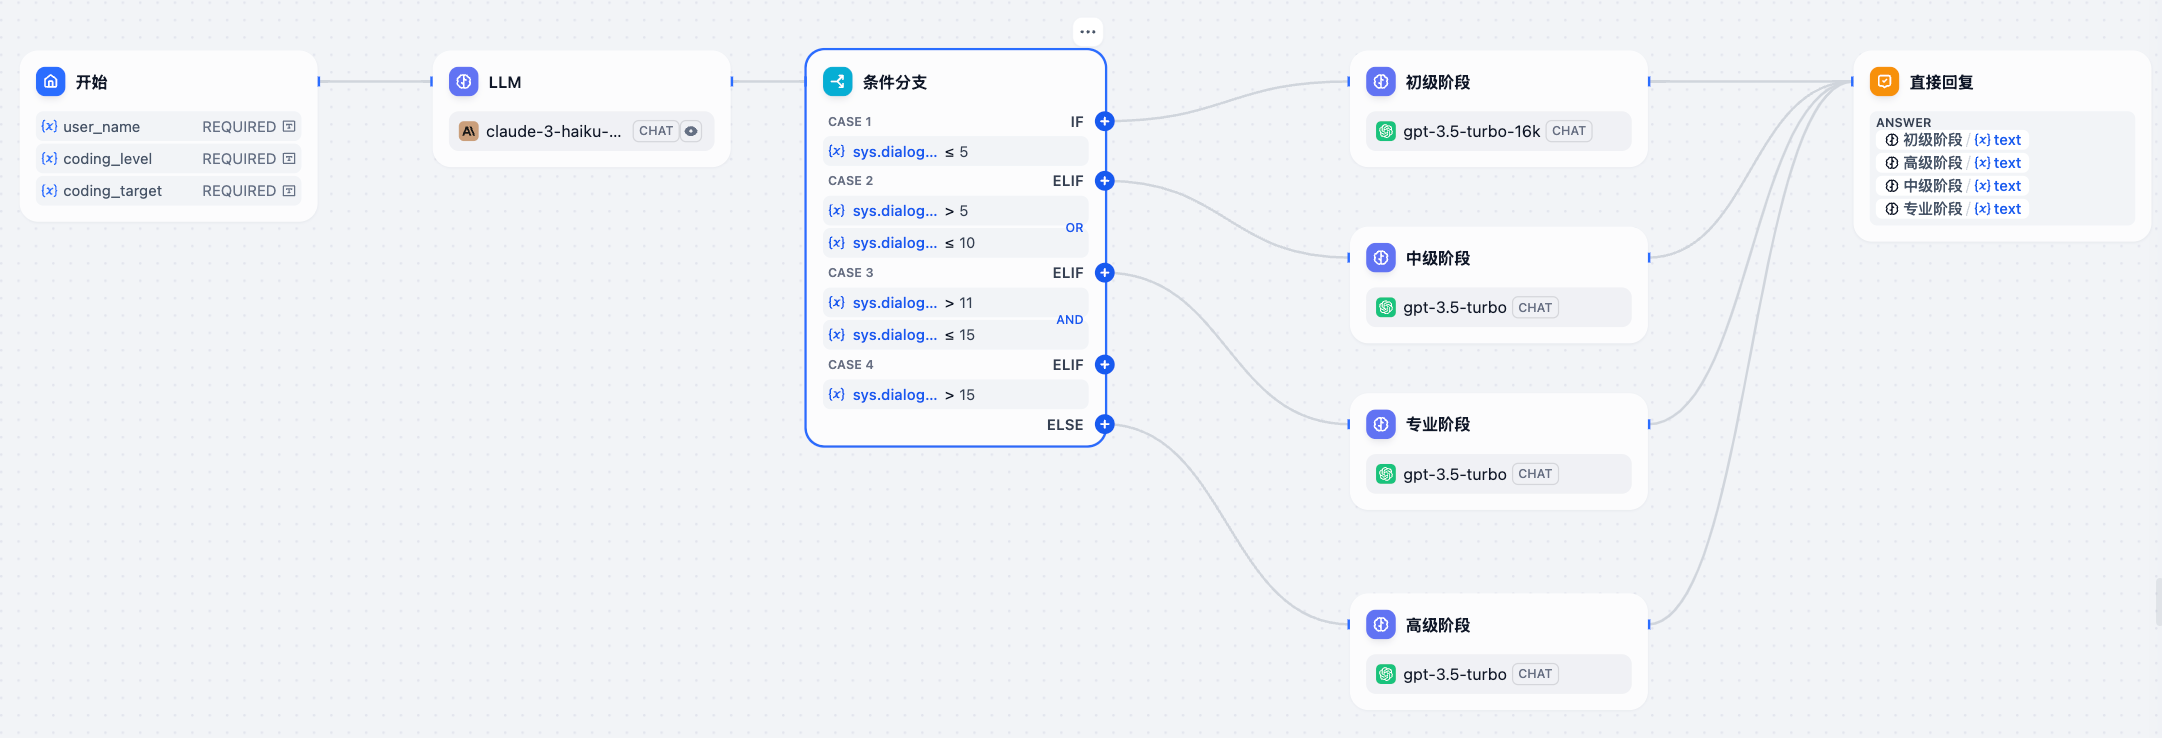 开始
user_name REQUIRED
coding_level REQUIRED
coding_target REQUIRED
LLM
claude-3-haiku-... CHAT
条件分支
CASE 1 IF
{x} sys.dialog... ≤ 5
CASE 2 ELIF
{x} sys.dialog... > 5
OR
{x} sys.dialog... ≤ 10
CASE 3 ELIF
{x} sys.dialog... > 11
AND
{x} sys.dialog... ≤ 15
CASE 4 ELIF
{x} sys.dialog... > 15
ELSE
初级阶段
gpt-3.5-turbo-16k CHAT
中级阶段
gpt-3.5-turbo CHAT
专业阶段
gpt-3.5-turbo CHAT
高级阶段
gpt-3.5-turbo CHAT
直接回复
ANSWER
初级阶段 / {x} text
高级阶段 / {x} text
中级阶段 / {x} text
专业阶段 / {x} text